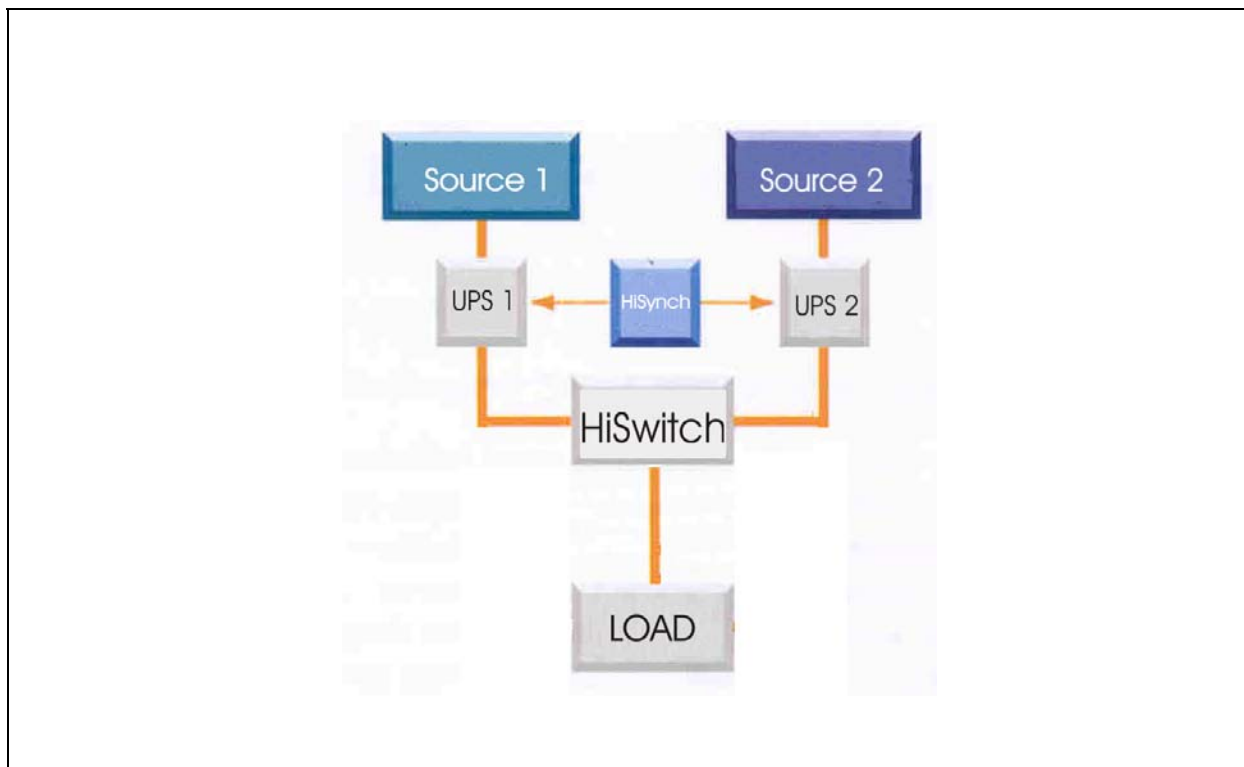 Source 1
Source 2
UPS 1
HiSynch
UPS 2
HiSwitch
LOAD